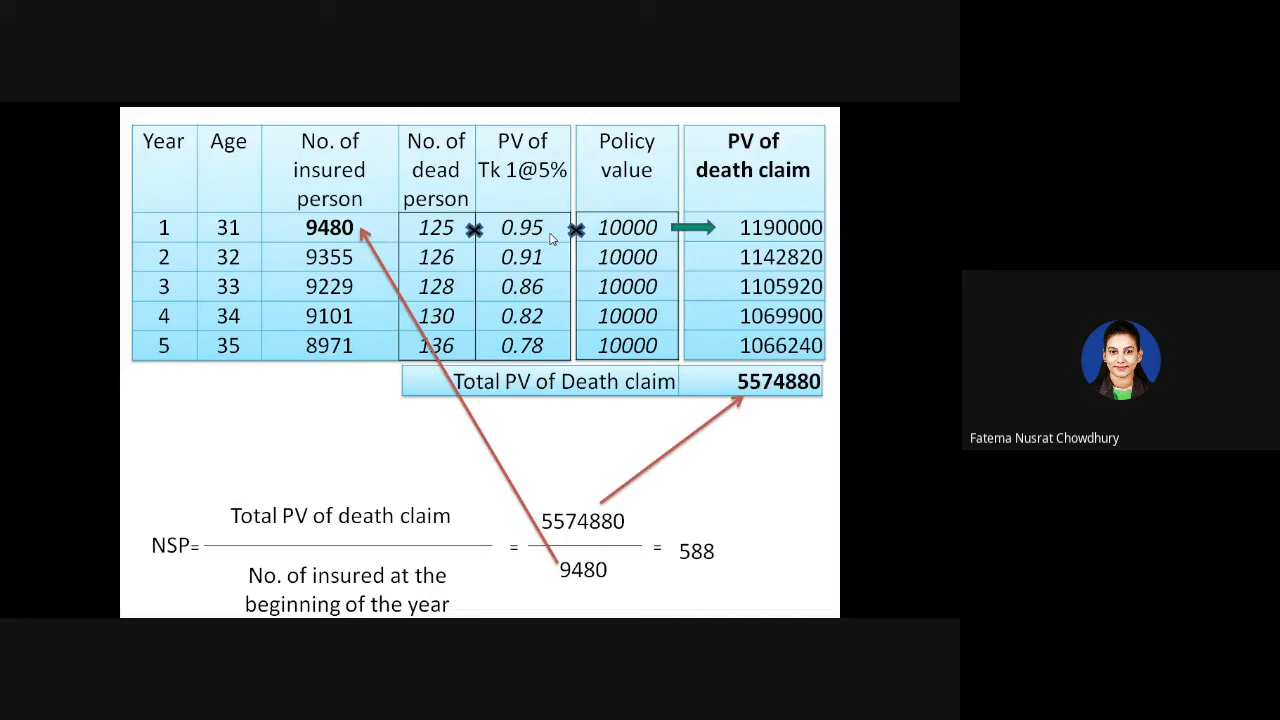 Year Age No. of No. of PV of Policy PV of
insured dead Tk 1@5% value death claim
person person
1 31 9480 125 0.95 10000 1190000
2 32 9355 126 0.91 10000 1142820
3 33 9229 128 0.86 10000 1105920
4 34 9101 130 0.82 10000 1069900
5 35 8971 136 0.78 10000 1066240
Total PV of Death claim 5574880
Fatema Nusrat Chowdhury
Total PV of death claim 5574880
NSP= = = 588
No. of insured at the 9480
beginning of the year